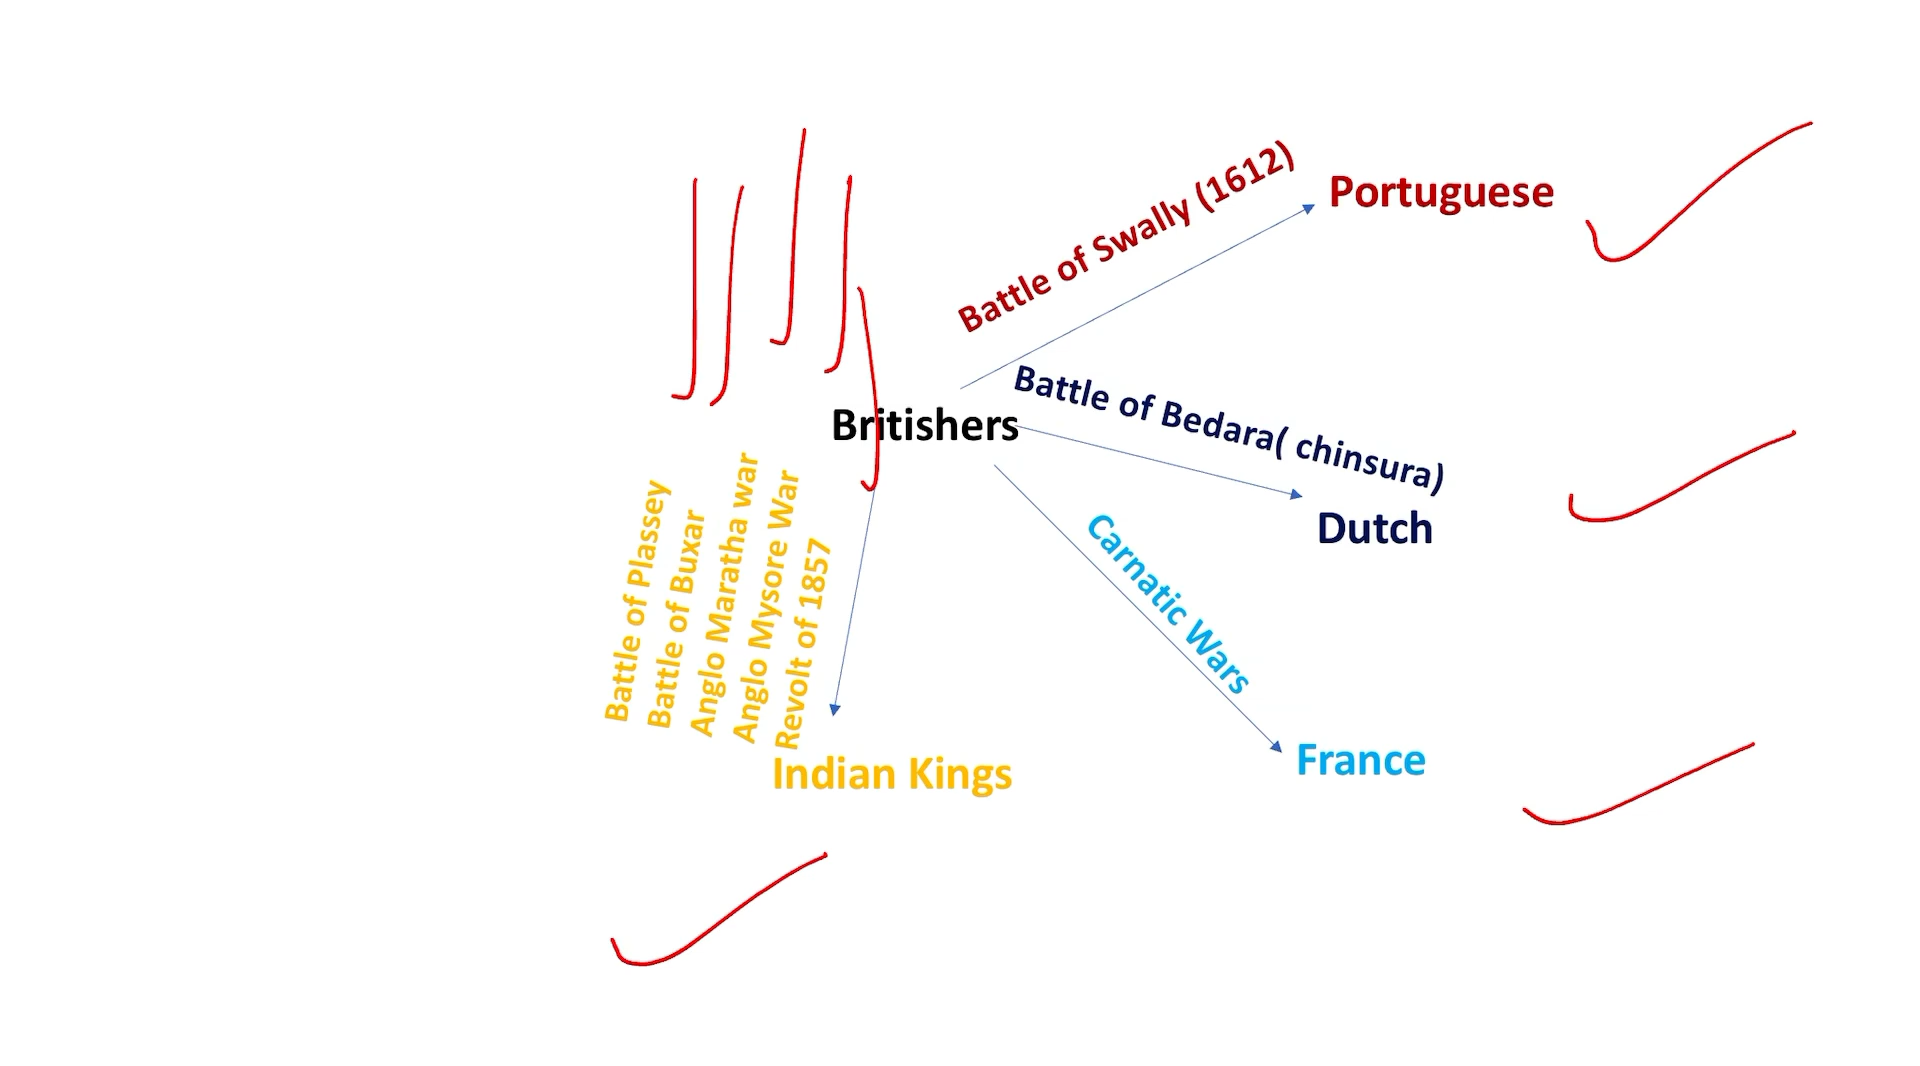 Battle of Swally (1612)
Portuguese
Battle of Bedara( chinsura)
Britishers
Dutch
Carnatic Wars
France
Battle of Plassey
Battle of Buxar
Anglo Maratha war
Anglo Mysore War
Revolt of 1857
Indian Kings